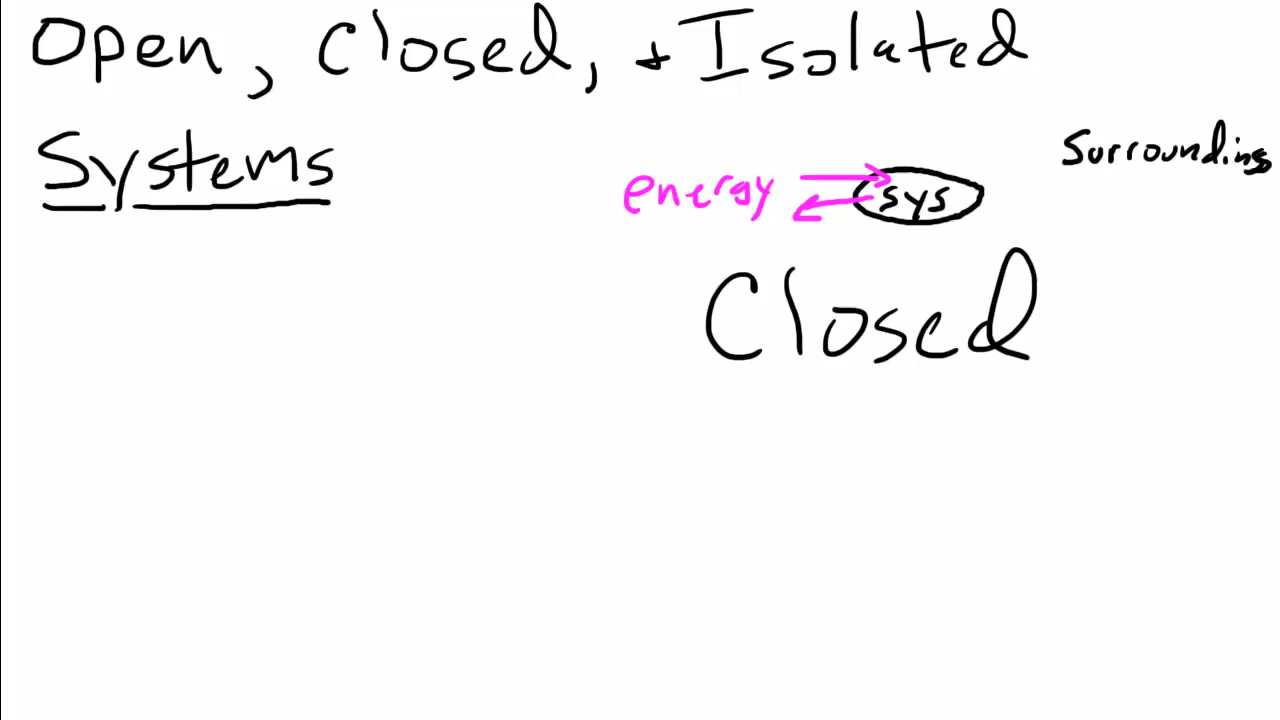 Open, Closed, + Isolated
Systems
Surroundings
energy
sys
Closed